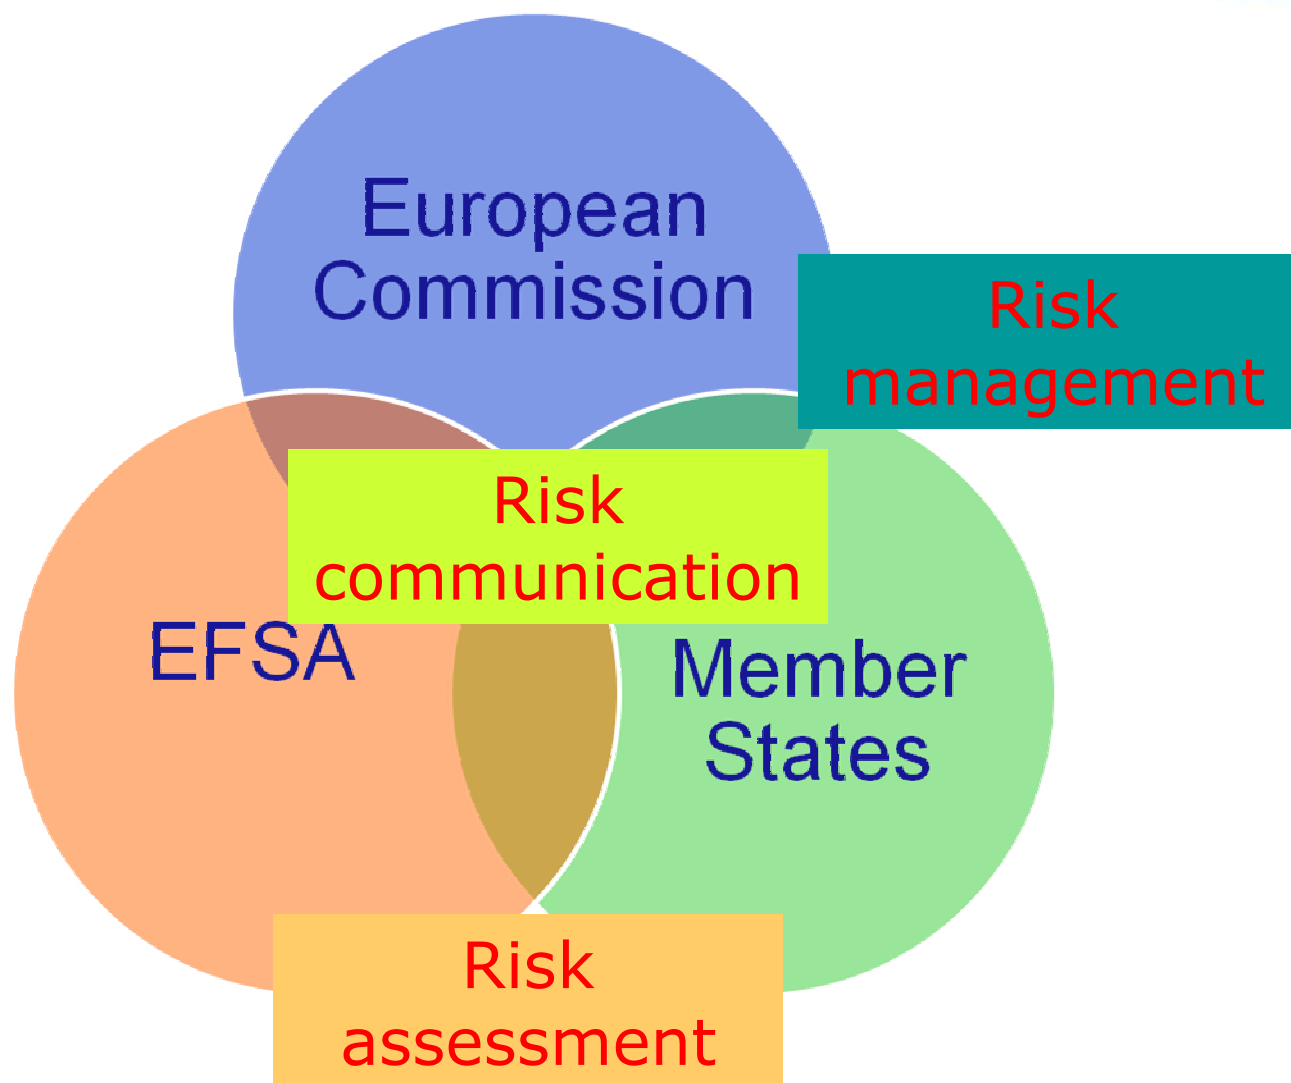 European
Commission
Risk
management
Risk
communication
EFSA
Member
States
Risk
assessment